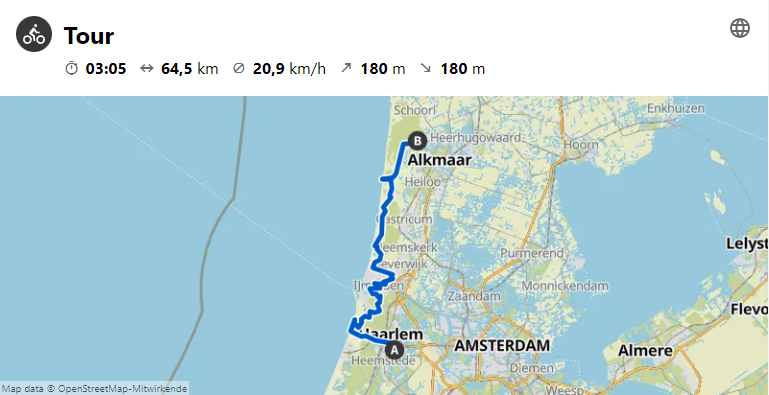 Tour
03:05 64,5 km 20,9 km/h 180 m 180 m
Schoorl
Enkhuizen
B Heerhugowaard
Hoorn
Alkmaar
Heiloo
Castricum
Heemskerk
Beverwijk
Purmerend
Lelyst
IJmuiden
Monnickendam
Zaandam
Flevo
Haarlem
AMSTERDAM
A
Almere
Heemstede
Diemen
Weesp
Map data © OpenStreetMap-Mitwirkende